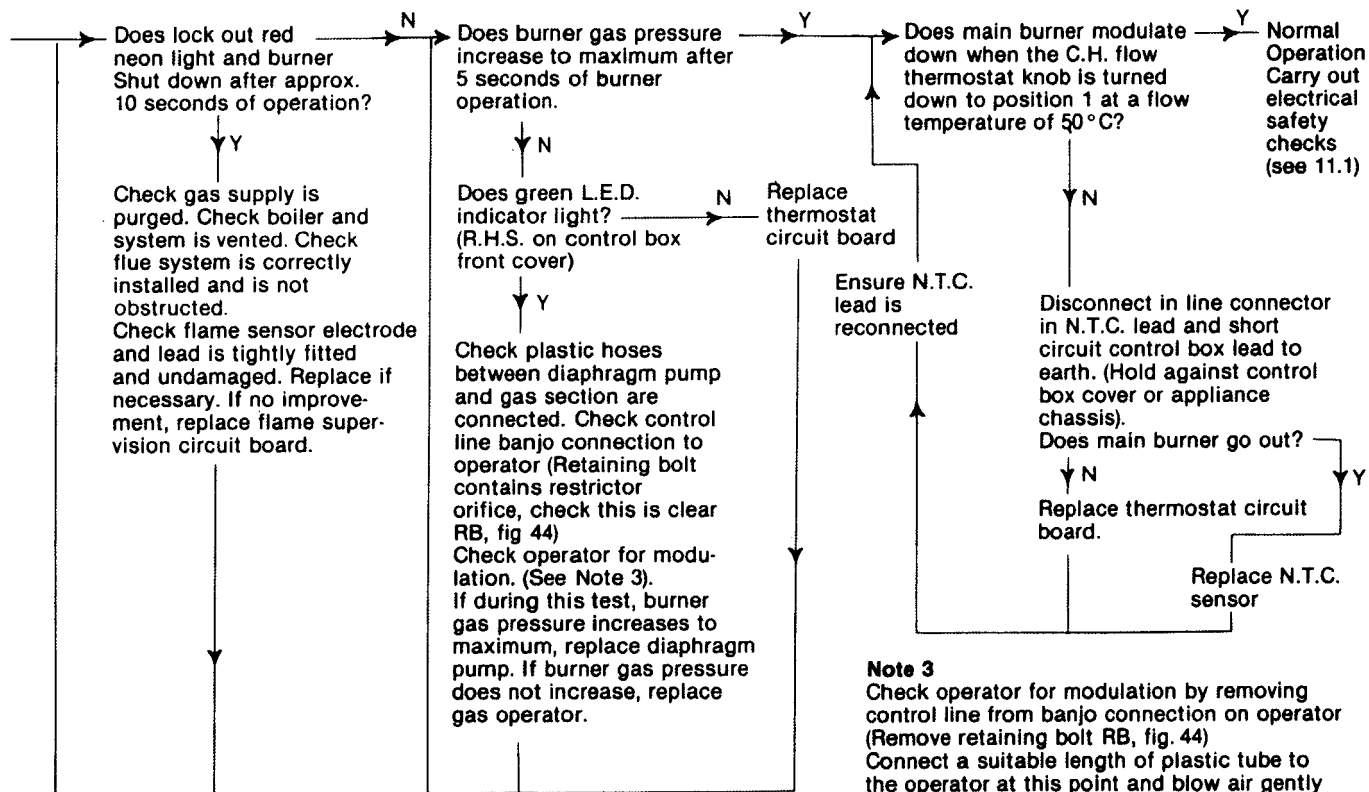 Does lock out red
neon light and burner
Shut down after approx.
10 seconds of operation?
N
Y
Check gas supply is
purged. Check boiler and
system is vented. Check
flue system is correctly
installed and is not
obstructed.
Check flame sensor electrode
and lead is tightly fitted
and undamaged. Replace if
necessary. If no improve-
ment, replace flame super-
vision circuit board.
Does burner gas pressure
increase to maximum after
5 seconds of burner
operation.
Y
N
Does green L.E.D.
indicator light?
(R.H.S. on control box
front cover)
N
Replace
thermostat
circuit board
Y
Check plastic hoses
between diaphragm pump
and gas section are
connected. Check control
line banjo connection to
operator (Retaining bolt
contains restrictor
orifice, check this is clear
RB, fig 44)
Check operator for modu-
lation. (See Note 3).
If during this test, burner
gas pressure increases to
maximum, replace diaphragm
pump. If burner gas pressure
does not increase, replace
gas operator.
Does main burner modulate
down when the C.H. flow
thermostat knob is turned
down to position 1 at a flow
temperature of 50°C?
Y
Normal
Operation
Carry out
electrical
safety
checks
(see 11.1)
N
Ensure N.T.C.
lead is
reconnected
Disconnect in line connector
in N.T.C. lead and short
circuit control box lead to
earth. (Hold against control
box cover or appliance
chassis).
Does main burner go out?
N
Y
Replace thermostat circuit
board.
Replace N.T.C.
sensor
Note 3
Check operator for modulation by removing
control line from banjo connection on operator
(Remove retaining bolt RB, fig. 44)
Connect a suitable length of plastic tube to
the operator at this point and blow air gently